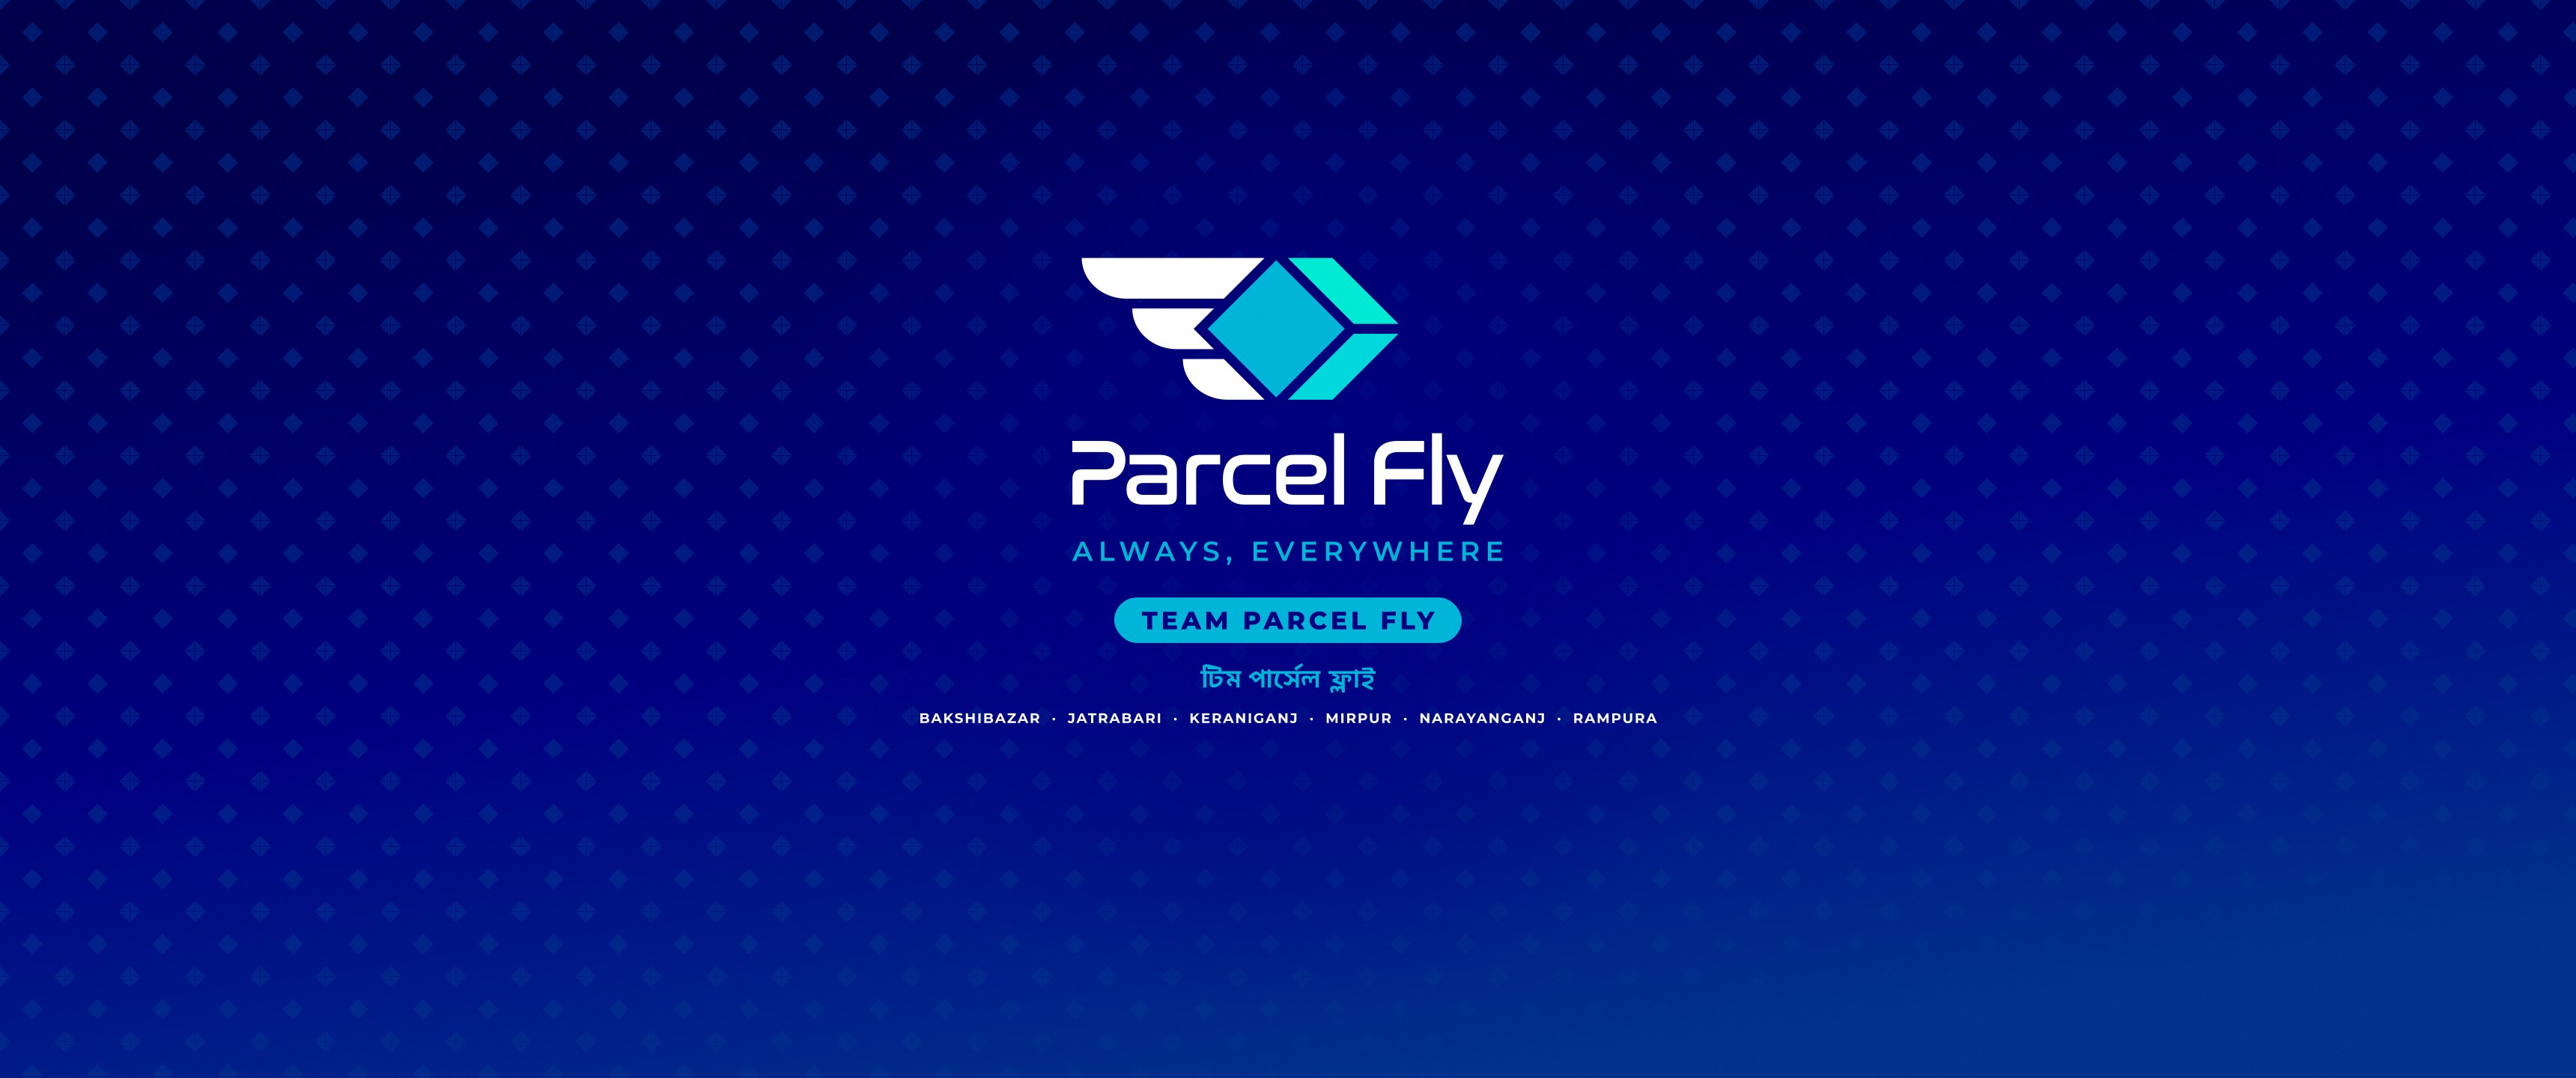 Parcel Fly
ALWAYS, EVERYWHERE
TEAM PARCEL FLY
টিম পার্সেল ফ্লাই
BAKSHIBAZAR · JATRABARI · KERANIGANJ · MIRPUR · NARAYANGANJ · RAMPURA